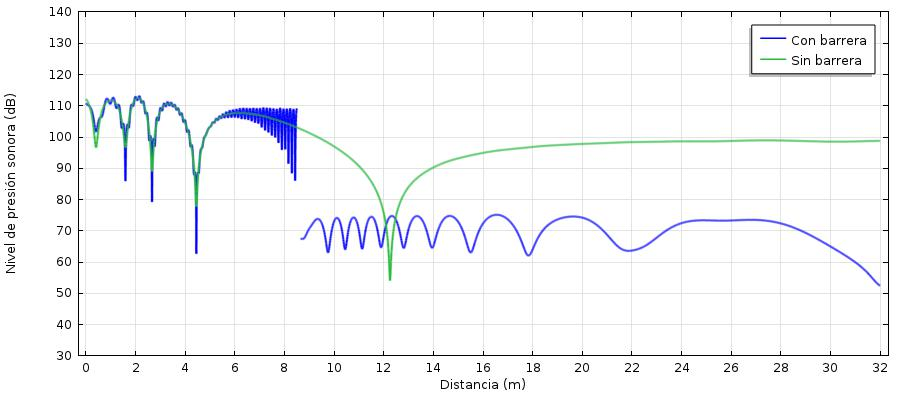 140
130
120
110
100
90
80
70
60
50
40
30
Nivel de presión sonora (dB)
Con barrera
Sin barrera
0 2 4 6 8 10 12 14 16 18 20 22 24 26 28 30 32
Distancia (m)